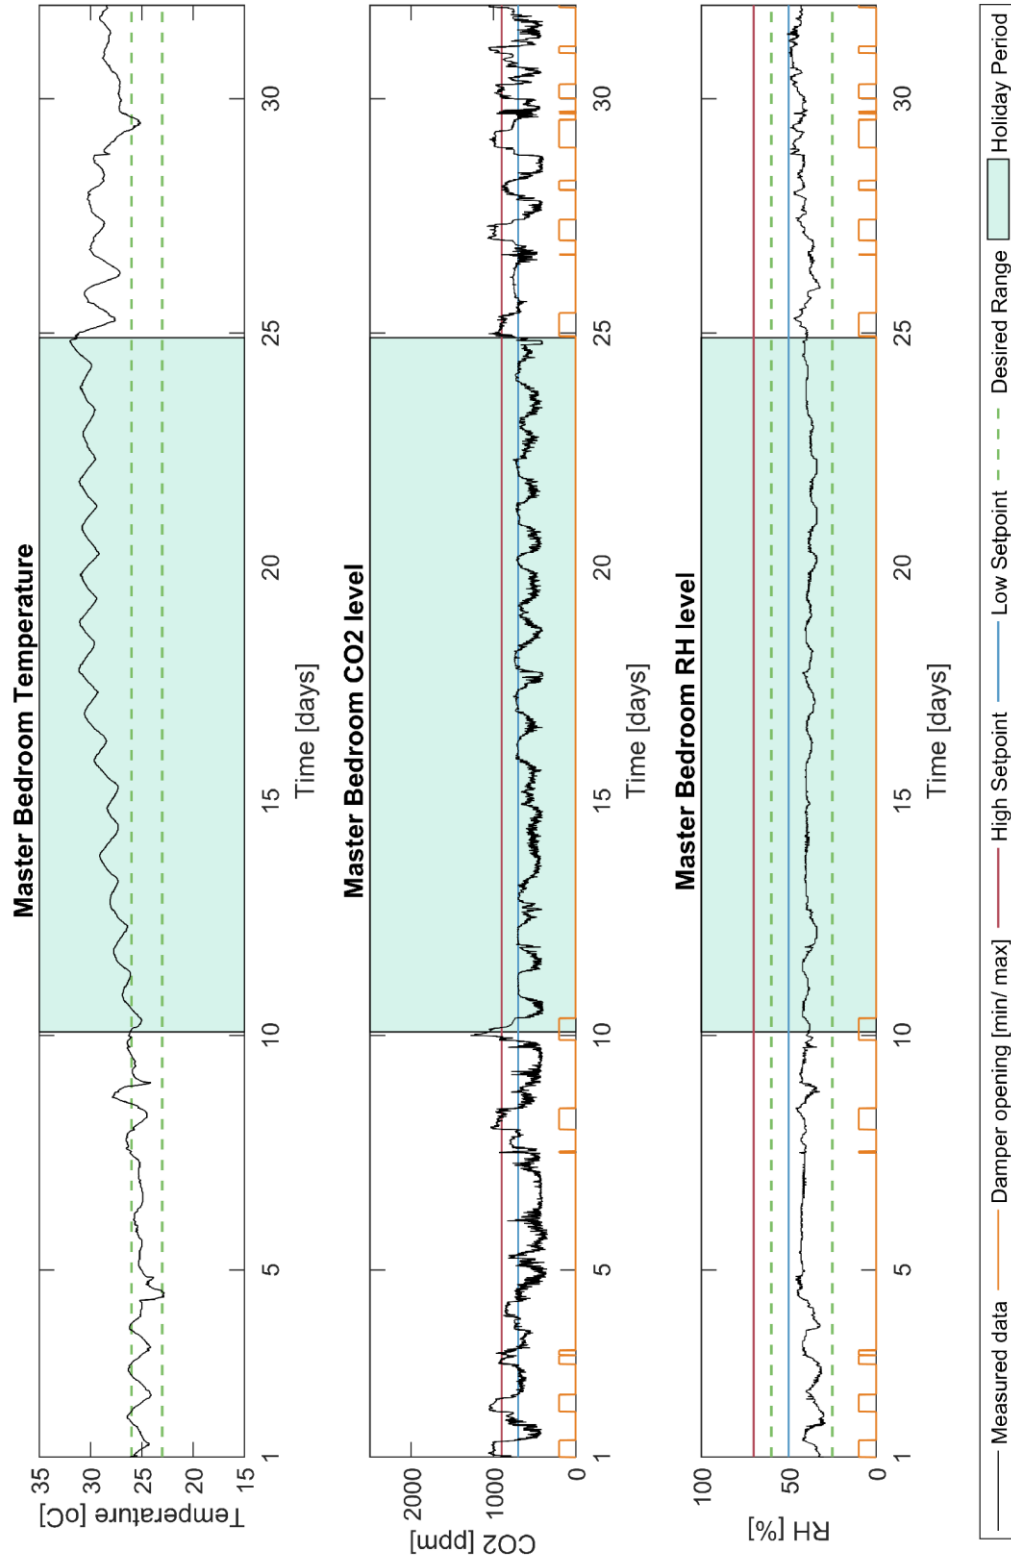 Master Bedroom Temperature
Temperature [oC]
35
30
25
20
15
1
5
10
15
20
25
30
Time [days]
Master Bedroom CO2 level
CO2 [ppm]
2000
1000
0
1
5
10
15
20
25
30
Time [days]
Master Bedroom RH level
RH [%]
100
50
0
1
5
10
15
20
25
30
Time [days]
Measured data
Damper opening [min/ max]
High Setpoint
Low Setpoint
Desired Range
Holiday Period